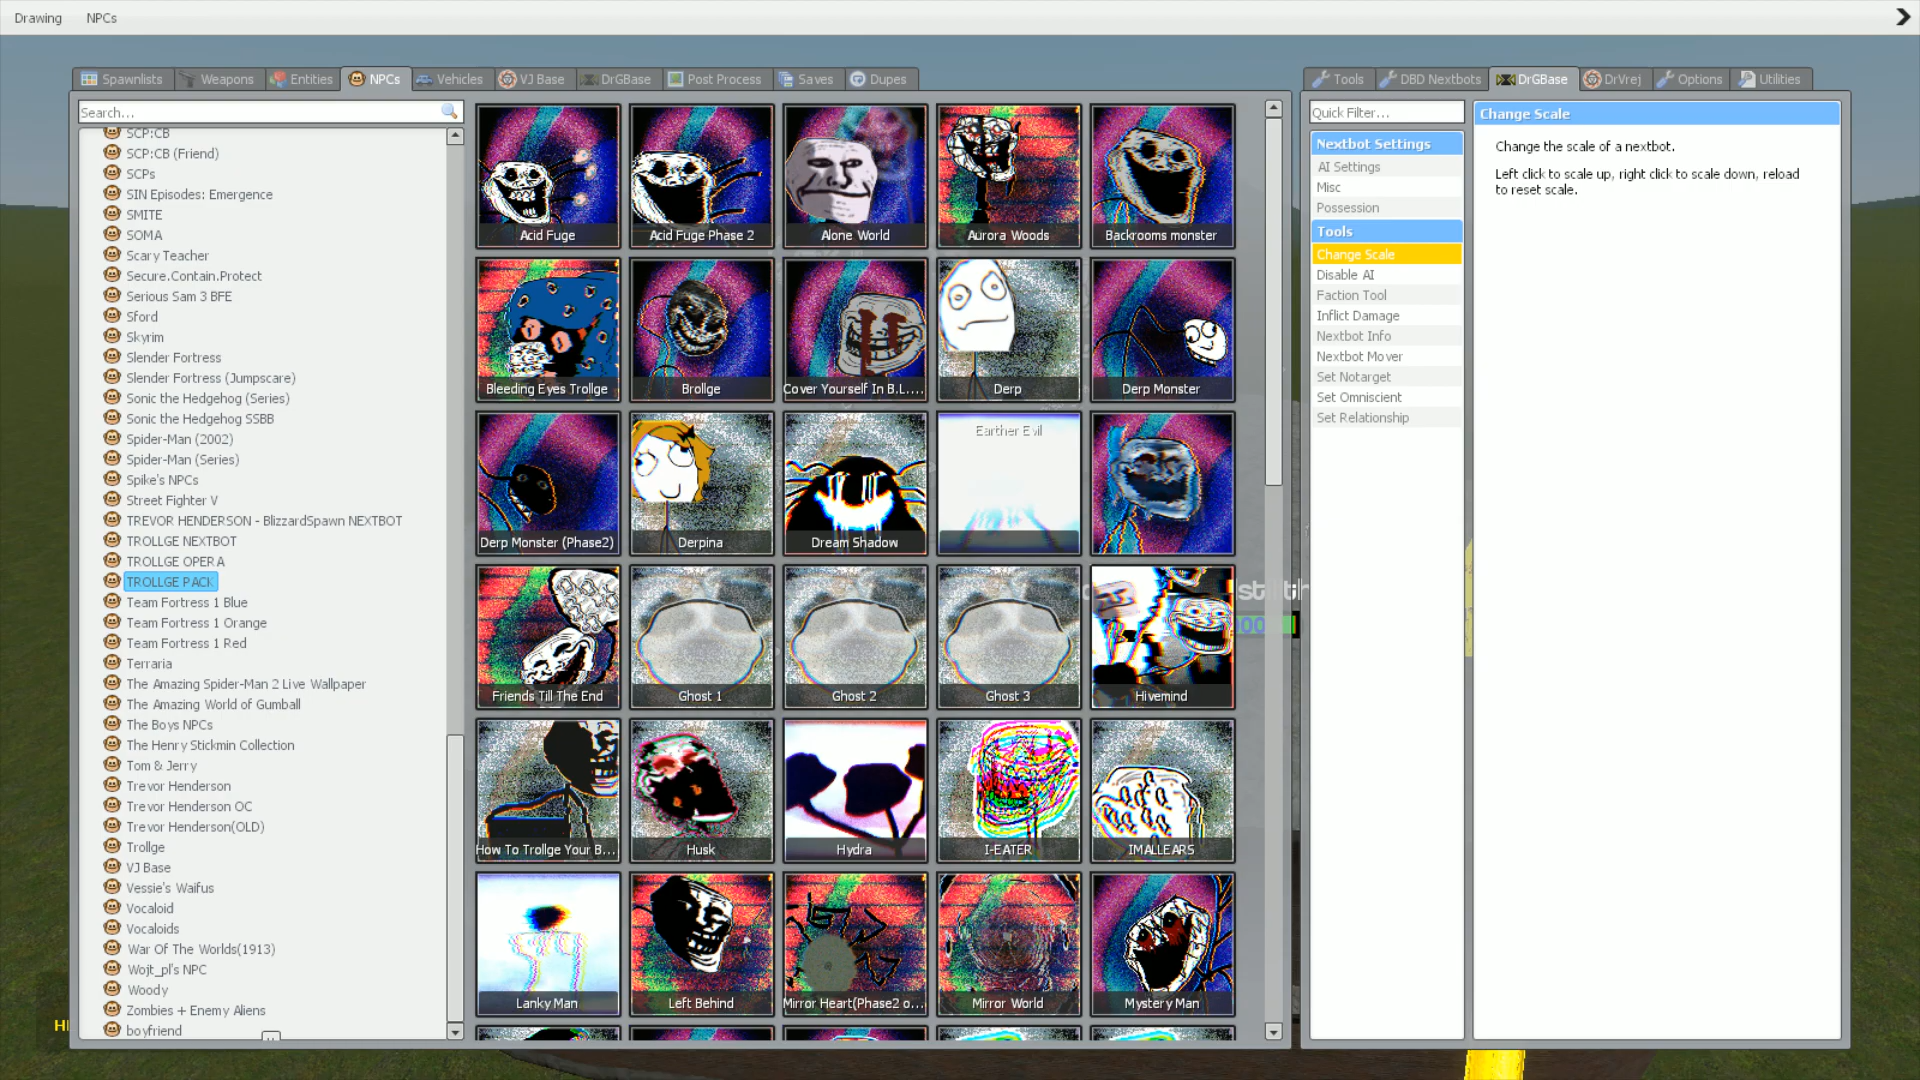 Drawing NPCs
Spawnlists Weapons Entities NPCs Vehicles VJ Base DrGBase Post Process Saves Dupes
Search...
SCP:CB
SCP:CB (Friend)
SCPs
SIN Episodes: Emergence
SMITE
SOMA
Scary Teacher
Secure.Contain.Protect
Serious Sam 3 BFE
Sford
Skyrim
Slender Fortress
Slender Fortress (Jumpscare)
Sonic the Hedgehog (Series)
Sonic the Hedgehog SSBB
Spider-Man (2002)
Spider-Man (Series)
Spike's NPCs
Street Fighter V
TREVOR HENDERSON - BlizzardSpawn NEXTBOT
TROLLGE NEXTBOT
TROLLGE OPERA
TROLLGE PACK
Team Fortress 1 Blue
Team Fortress 1 Orange
Team Fortress 1 Red
Terraria
The Amazing Spider-Man 2 Live Wallpaper
The Amazing World of Gumball
The Boys NPCs
The Henry Stickmin Collection
Tom & Jerry
Trevor Henderson
Trevor Henderson OC
Trevor Henderson(OLD)
Trollge
VJ Base
Vessie's Waifus
Vocaloid
Vocaloids
War Of The Worlds(1913)
Wojt_pl's NPC
Woody
Zombies + Enemy Aliens
boyfriend
Acid Fuge Acid Fuge Phase 2 Alone World Aurora Woods Backrooms monster
Bleeding Eyes Trollge Brollge Cover Yourself In B.L.... Derp Derp Monster
Earther Evil
Derp Monster (Phase2) Derpina Dream Shadow
Friends Till The End Ghost 1 Ghost 2 Ghost 3 Hivemind
How To Trollge Your B... Husk Hydra I-EATER IMALLEARS
Lanky Man Left Behind Mirror Heart(Phase2 o... Mirror World Mystery Man
Tools DBD Nextbots DrGBase DrVrej Options Utilities
Quick Filter...
Nextbot Settings
AI Settings
Misc
Possession
Tools
Change Scale
Disable AI
Faction Tool
Inflict Damage
Nextbot Info
Nextbot Mover
Set Notarget
Set Omniscient
Set Relationship
Change Scale
Change the scale of a nextbot.
Left click to scale up, right click to scale down, reload
to reset scale.